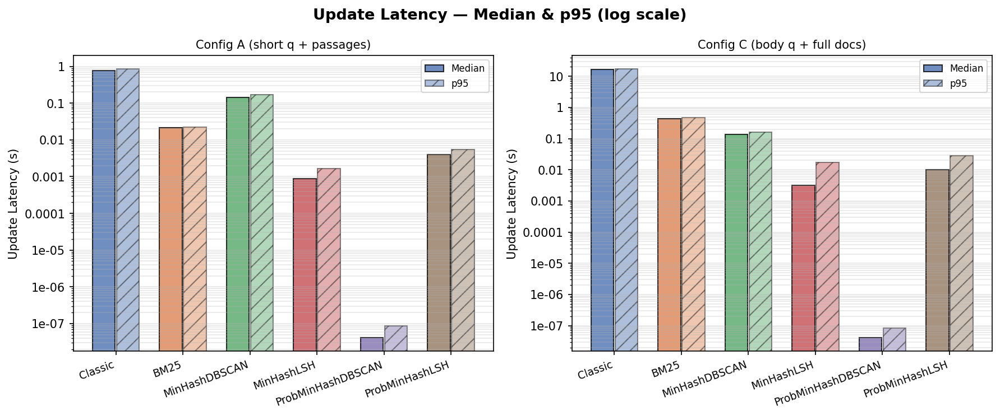 Update Latency — Median & p95 (log scale)
Config A (short q + passages)
Median
p95
Update Latency (s)
1
0.1
0.01
0.001
0.0001
1e-05
1e-06
1e-07
Classic
BM25
MinHashDBSCAN
MinHashLSH
ProbMinHashDBSCAN
ProbMinHashLSH
Config C (body q + full docs)
Median
p95
Update Latency (s)
10
1
0.1
0.01
0.001
0.0001
1e-05
1e-06
1e-07
Classic
BM25
MinHashDBSCAN
MinHashLSH
ProbMinHashDBSCAN
ProbMinHashLSH